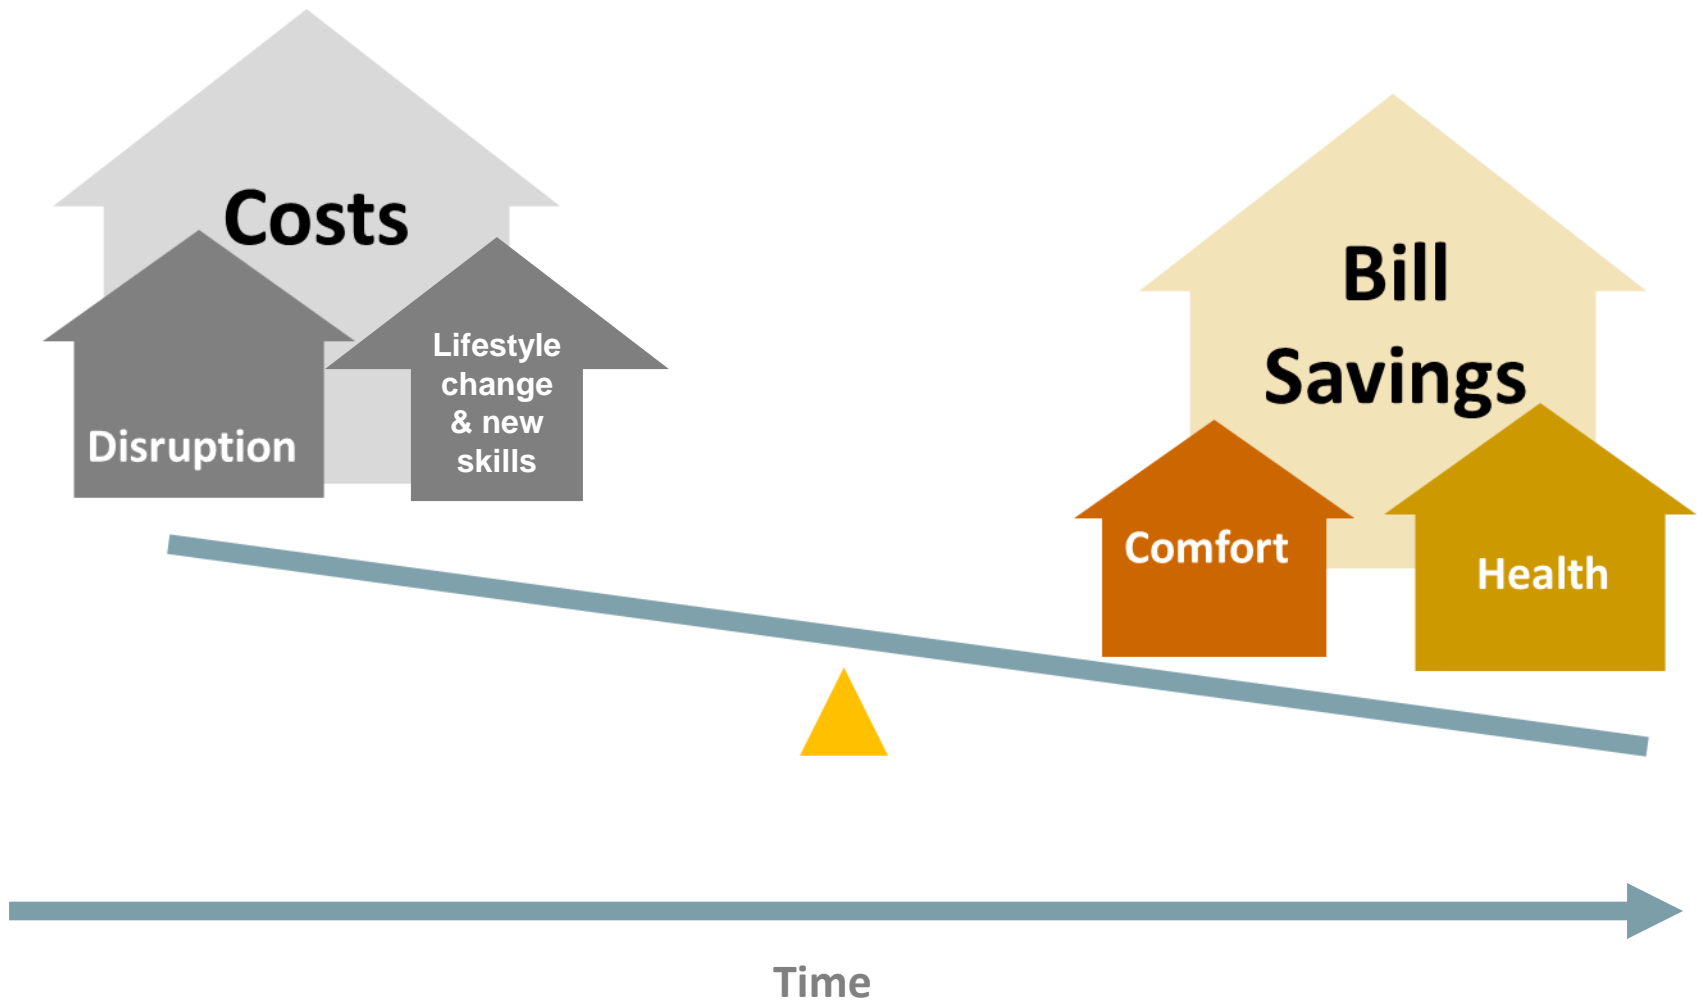 Costs
Disruption
Lifestyle
change
& new
skills
Bill
Savings
Comfort
Health
Time